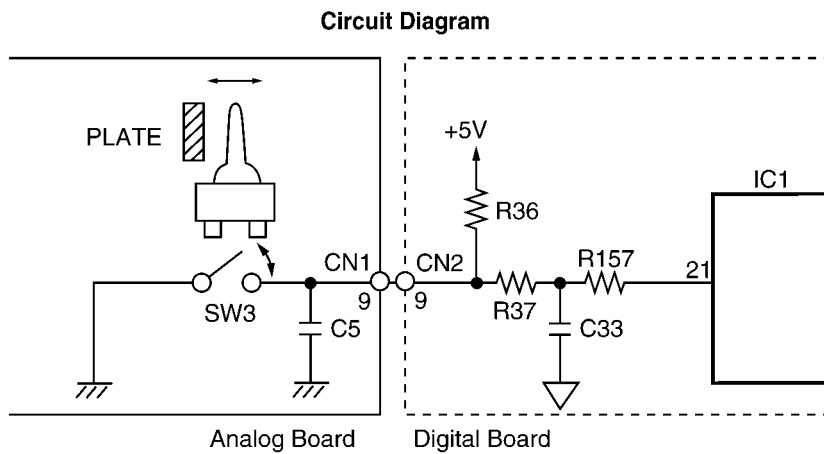 Circuit Diagram
PLATE
+5V
R36
IC1
CN1
CN2
R157
21
9
9
R37
SW3
C5
C33
Analog Board
Digital Board